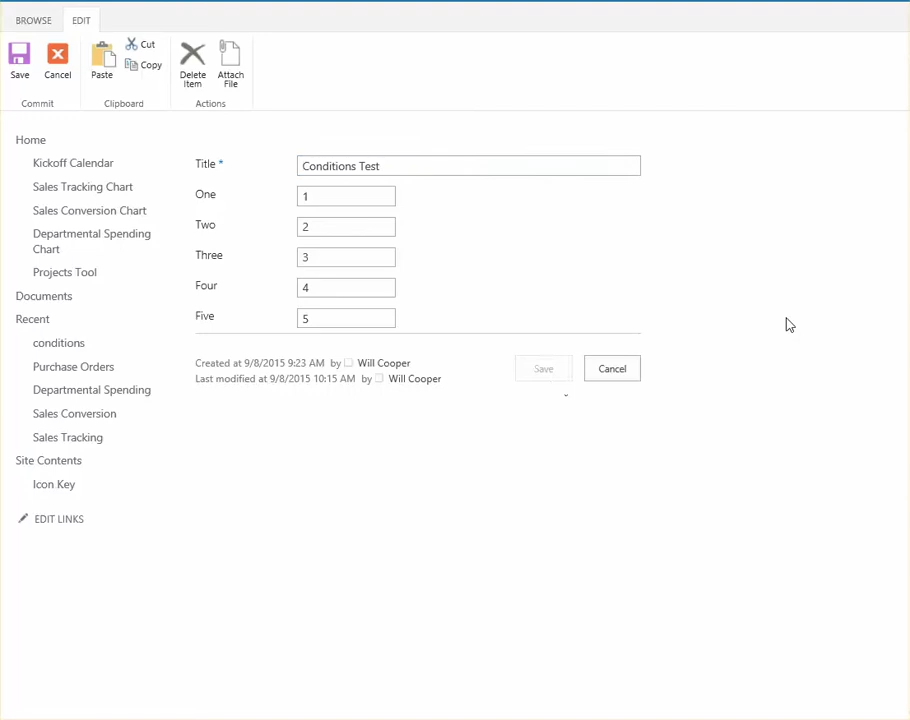 BROWSE EDIT
Save Cancel Paste Cut Copy Delete Item Attach File
Commit Clipboard Actions
Home
Kickoff Calendar
Sales Tracking Chart
Sales Conversion Chart
Departmental Spending
Chart
Projects Tool
Documents
Recent
conditions
Purchase Orders
Departmental Spending
Sales Conversion
Sales Tracking
Site Contents
Icon Key
EDIT LINKS
Title * Conditions Test
One 1
Two 2
Three 3
Four 4
Five 5
Created at 9/8/2015 9:23 AM by Will Cooper
Last modified at 9/8/2015 10:15 AM by Will Cooper
Save Cancel